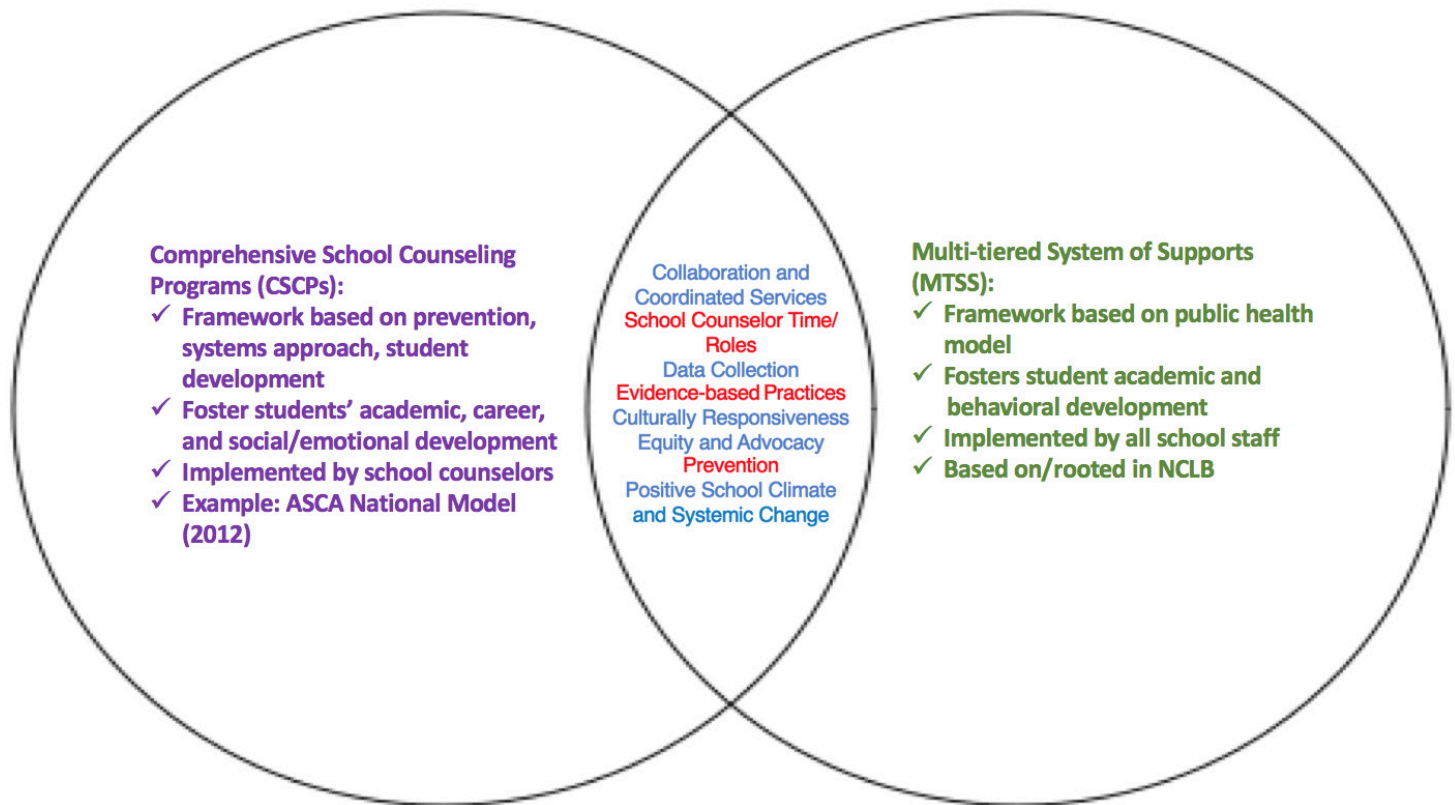 Comprehensive School Counseling
Programs (CSCPs):
✓ Framework based on prevention,
systems approach, student
development
✓ Foster students’ academic, career,
and social/emotional development
✓ Implemented by school counselors
✓ Example: ASCA National Model
(2012)
Collaboration and
Coordinated Services
School Counselor Time/
Roles
Data Collection
Evidence-based Practices
Culturally Responsiveness
Equity and Advocacy
Prevention
Positive School Climate
and Systemic Change
Multi-tiered System of Supports
(MTSS):
✓ Framework based on public health
model
✓ Fosters student academic and
behavioral development
✓ Implemented by all school staff
✓ Based on/rooted in NCLB